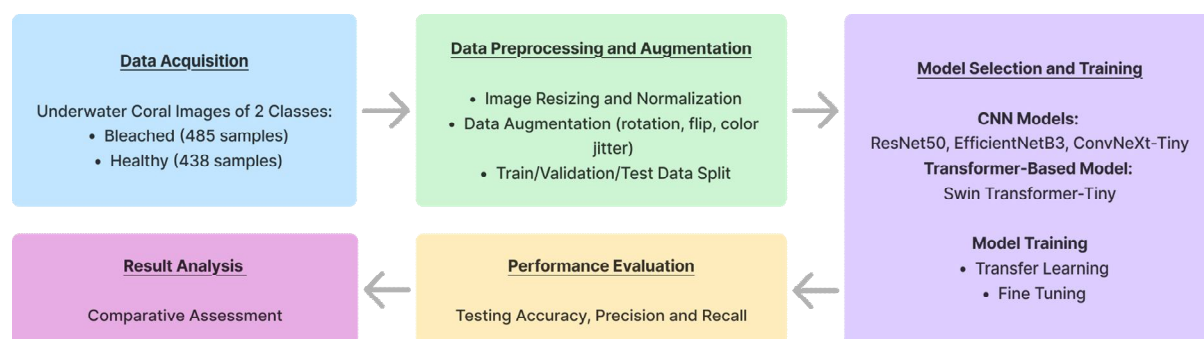 Data Acquisition
Underwater Coral Images of 2 Classes:
• Bleached (485 samples)
• Healthy (438 samples)
Data Preprocessing and Augmentation
• Image Resizing and Normalization
• Data Augmentation (rotation, flip, color
jitter)
• Train/Validation/Test Data Split
Model Selection and Training
CNN Models:
ResNet50, EfficientNetB3, ConvNeXt-Tiny
Transformer-Based Model:
Swin Transformer-Tiny
Model Training
• Transfer Learning
• Fine Tuning
Performance Evaluation
Testing Accuracy, Precision and Recall
Result Analysis
Comparative Assessment